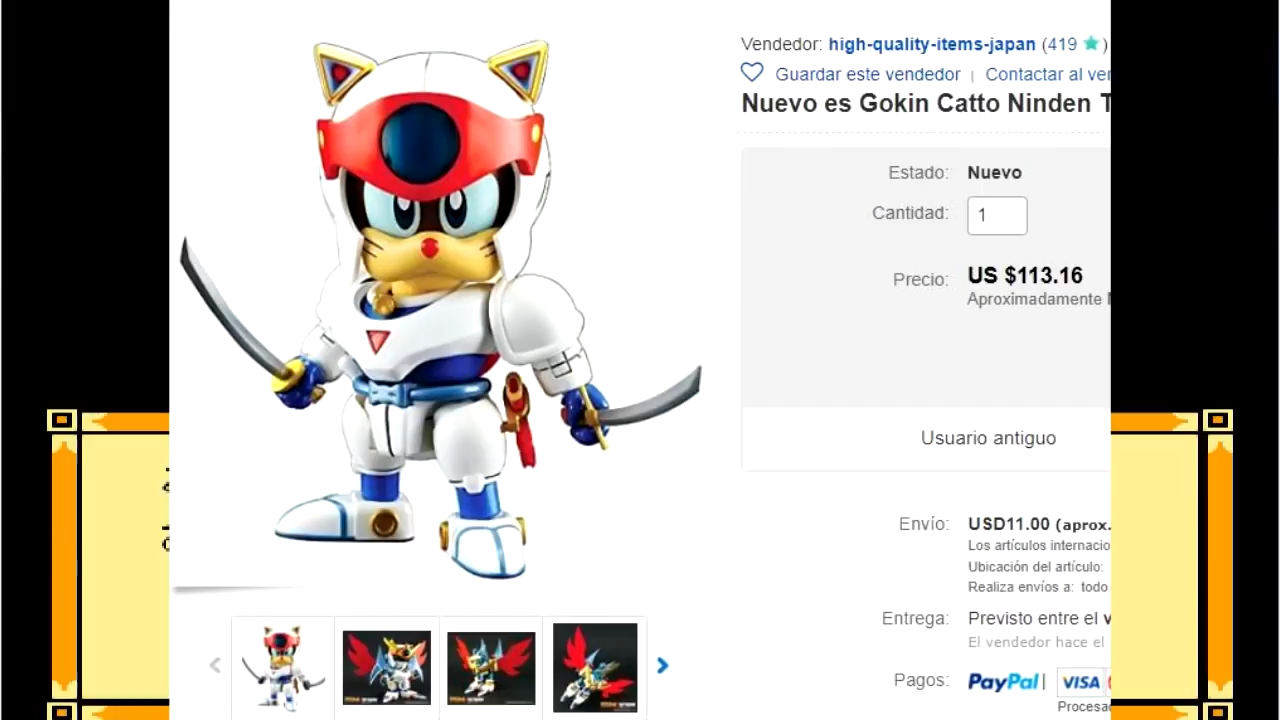 Vendedor: high-quality-items-japan (419 ★)
Guardar este vendedor | Contactar al ver
Nuevo es Gokin Catto Ninden T
Estado: Nuevo
Cantidad: 1
Precio: US $113.16
Aproximadamente
Usuario antiguo
Envío: USD11.00 (aprox.
Los artículos internacio
Ubicación del artículo:
Realiza envíos a: todo
Entrega: Previsto entre el v
El vendedor hace el
Pagos: PayPal | VISA
Procesad